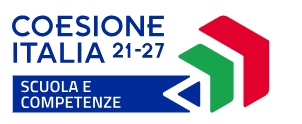 COESIONE
ITALIA 21-27
SCUOLA E
COMPETENZE